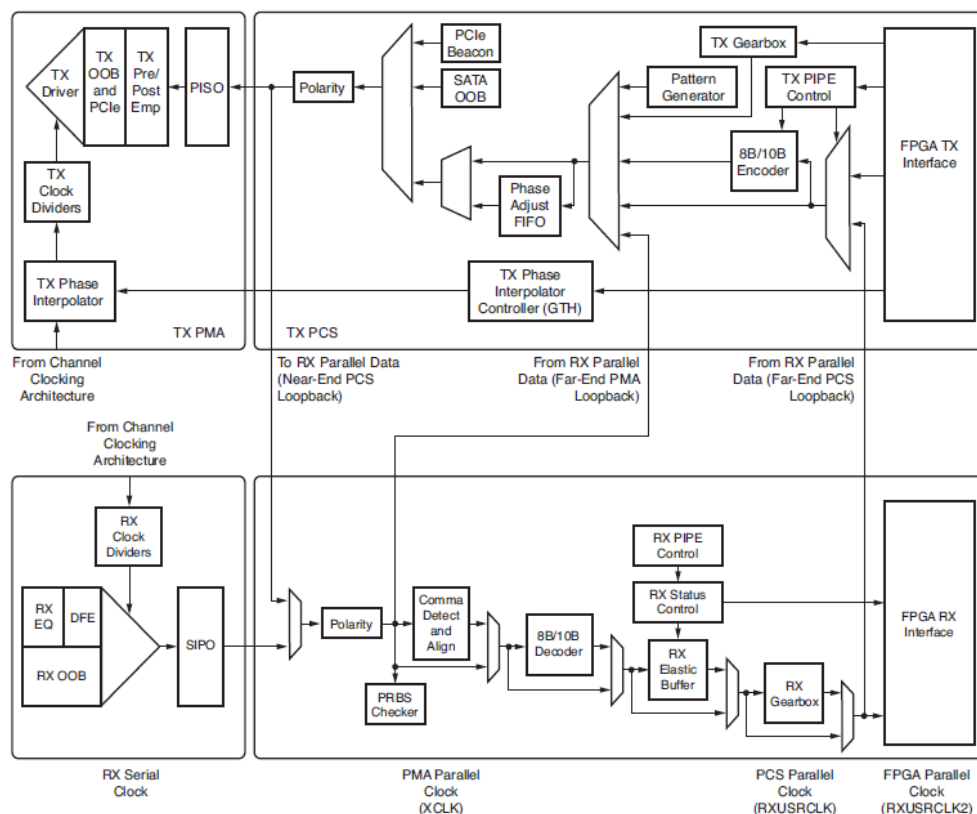 TX
Driver
TX
OOB
and
PCIe
TX
Pre/
Post
Emp
PISO
TX
Clock
Dividers
TX Phase
Interpolator
TX PMA
Polarity
PCIe
Beacon
SATA
OOB
Phase
Adjust
FIFO
TX Gearbox
Pattern
Generator
TX PIPE
Control
8B/10B
Encoder
FPGA TX
Interface
TX Phase
Interpolator
Controller (GTH)
TX PCS
From Channel
Clocking
Architecture
To RX Parallel Data
(Near-End PCS
Loopback)
From RX Parallel
Data (Far-End PMA
Loopback)
From RX Parallel
Data (Far-End PCS
Loopback)
From Channel
Clocking
Architecture
RX
Clock
Dividers
RX
EQ
DFE
RX OOB
SIPO
Polarity
Comma
Detect
and
Align
PRBS
Checker
8B/10B
Decoder
RX PIPE
Control
RX Status
Control
RX
Elastic
Buffer
RX
Gearbox
FPGA RX
Interface
RX Serial
Clock
PMA Parallel
Clock
(XCLK)
PCS Parallel
Clock
(RXUSRCLK)
FPGA Parallel
Clock
(RXUSRCLK2)